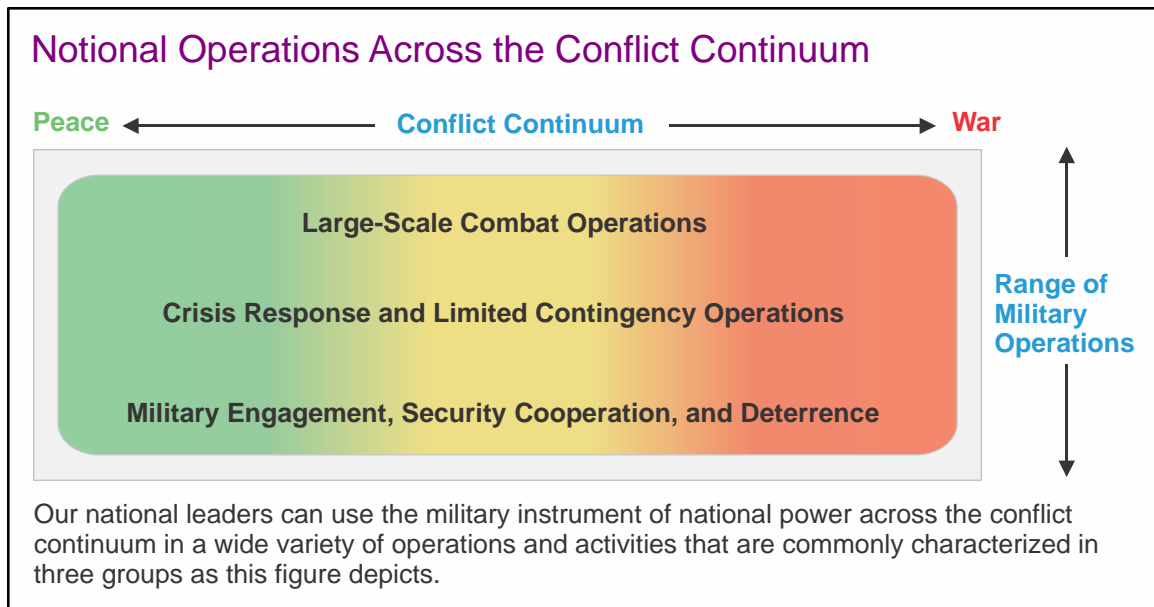 Notional Operations Across the Conflict Continuum
Peace Conflict Continuum War
Large-Scale Combat Operations
Crisis Response and Limited Contingency Operations
Range of
Military
Operations
Military Engagement, Security Cooperation, and Deterrence
Our national leaders can use the military instrument of national power across the conflict
continuum in a wide variety of operations and activities that are commonly characterized in
three groups as this figure depicts.